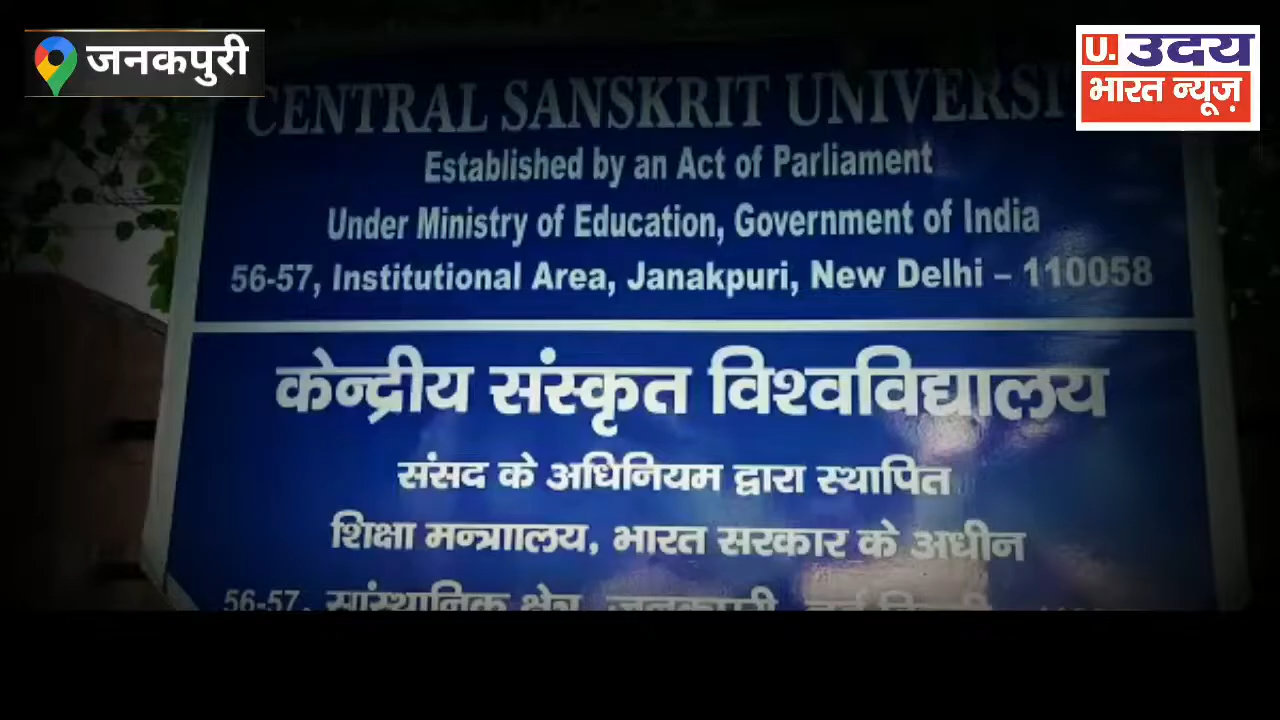 जनकपुरी
U. उदय
भारत न्यूज़
CENTRAL SANSKRIT
Established by an Act of Parliament
Under Ministry of Education, Government of India
56-57, Institutional Area, Janakpuri, New Delhi – 110058
केन्द्रीय संस्कृत विश्वविद्यालय
संसद के अधिनियम द्वारा स्थापित
शिक्षा मन्त्राालय, भारत सरकार के अधीन
56-57, सांस्थानिक क्षेत्र, जनकपुरी,